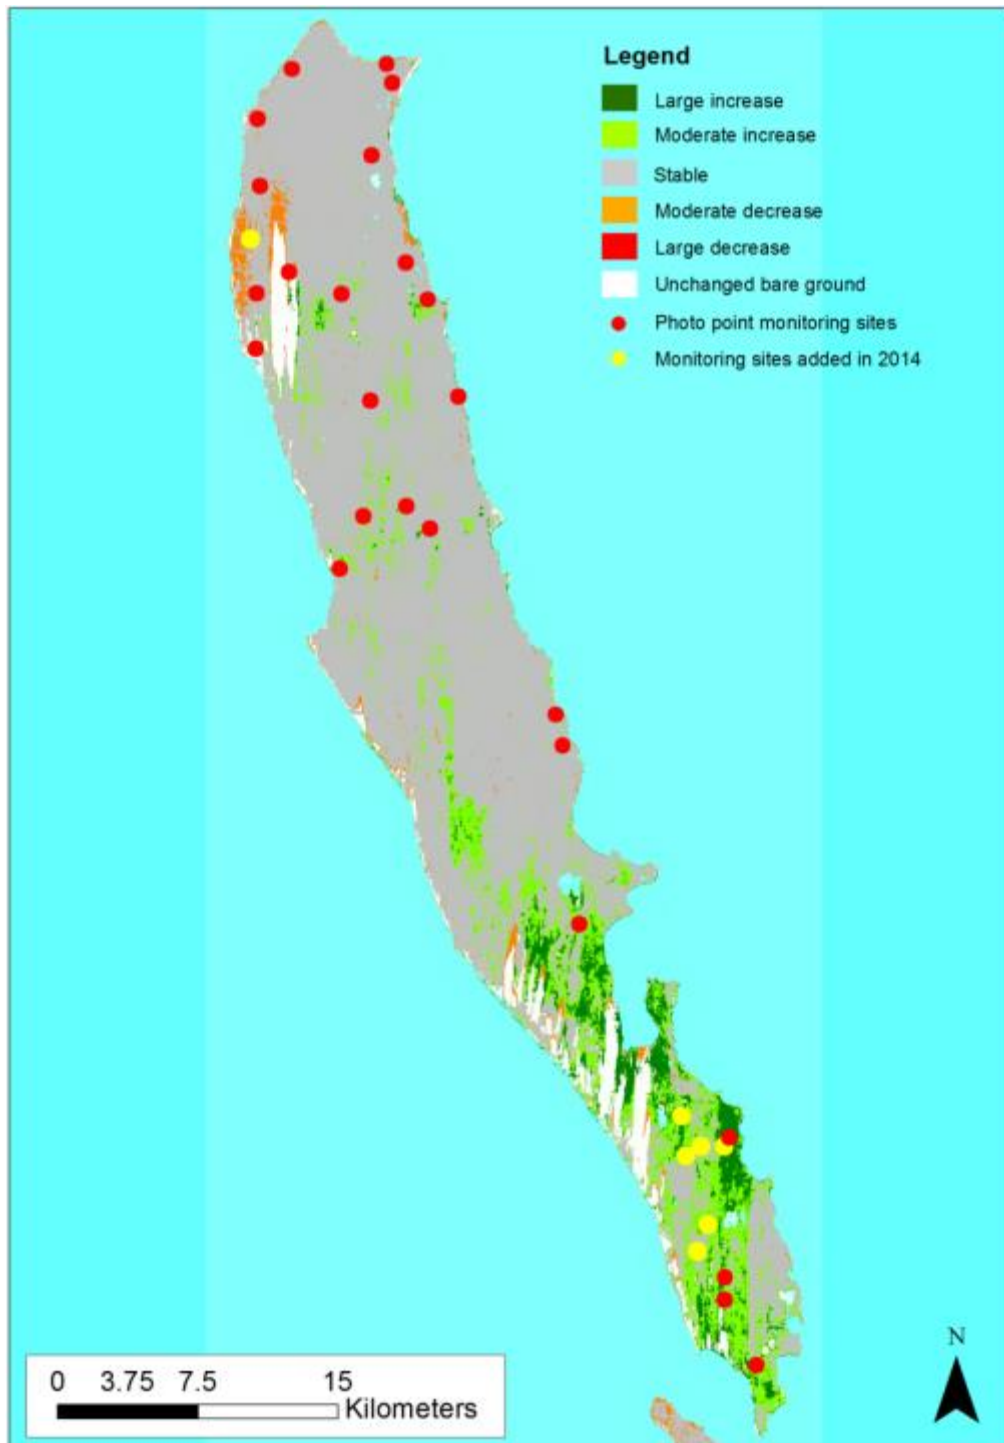 Legend
Large increase
Moderate increase
Stable
Moderate decrease
Large decrease
Unchanged bare ground
Photo point monitoring sites
Monitoring sites added in 2014
N
0 3.75 7.5 15
Kilometers